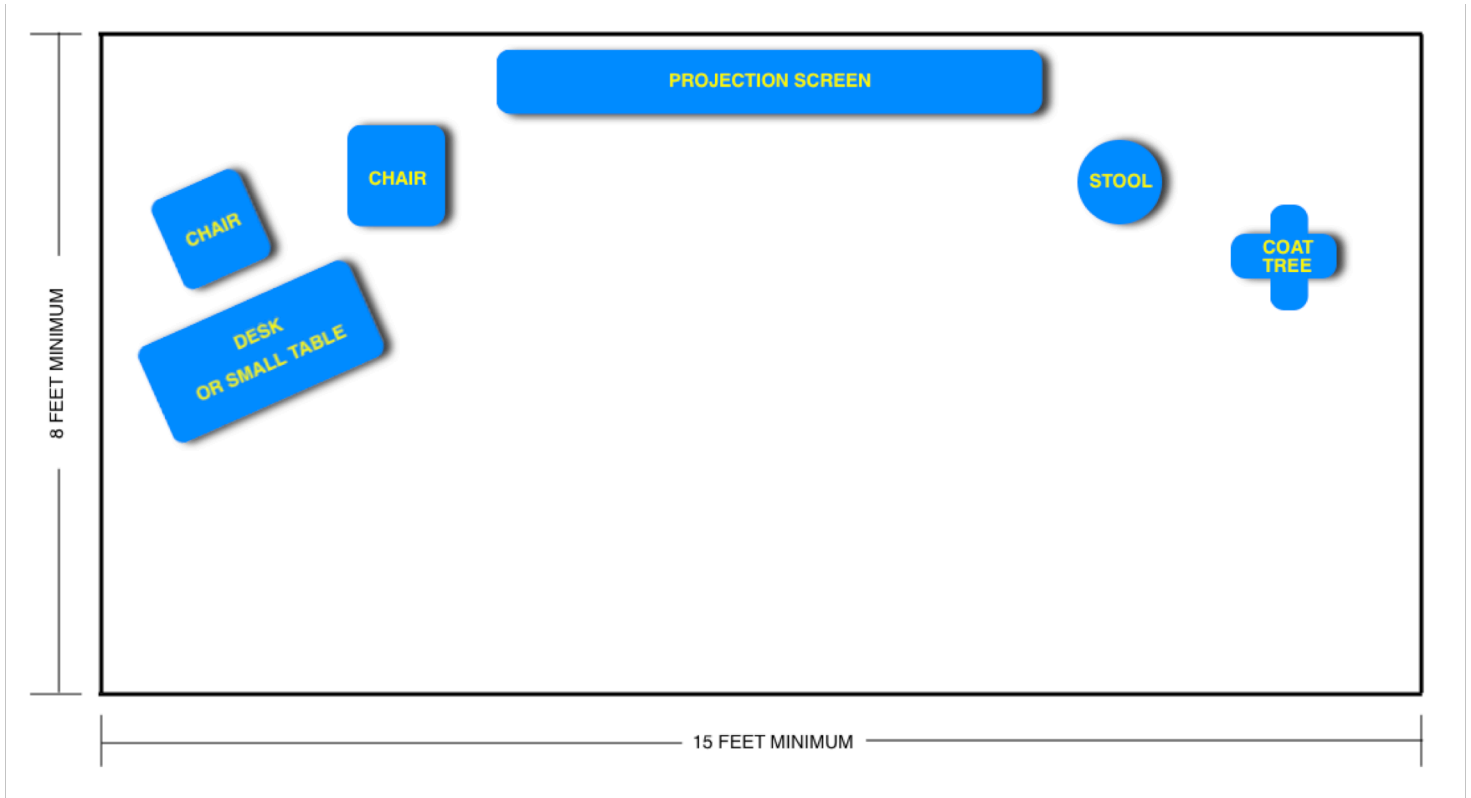 PROJECTION SCREEN
CHAIR
STOOL
CHAIR
COAT
TREE
DESK
OR SMALL TABLE
8 FEET MINIMUM
15 FEET MINIMUM